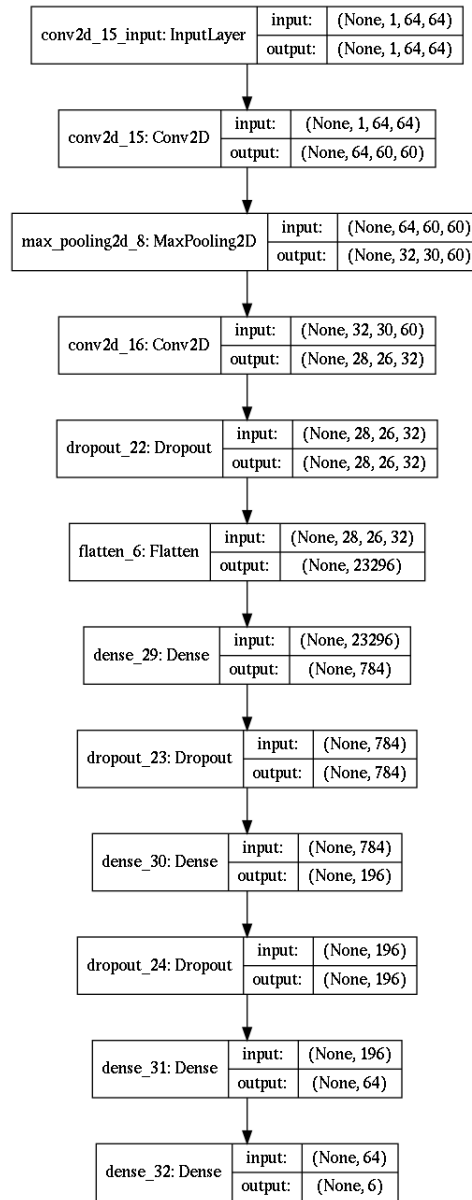 conv2d_15_input: InputLayer
input: (None, 1, 64, 64)
output: (None, 1, 64, 64)
conv2d_15: Conv2D
input: (None, 1, 64, 64)
output: (None, 64, 60, 60)
max_pooling2d_8: MaxPooling2D
input: (None, 64, 60, 60)
output: (None, 32, 30, 60)
conv2d_16: Conv2D
input: (None, 32, 30, 60)
output: (None, 28, 26, 32)
dropout_22: Dropout
input: (None, 28, 26, 32)
output: (None, 28, 26, 32)
flatten_6: Flatten
input: (None, 28, 26, 32)
output: (None, 23296)
dense_29: Dense
input: (None, 23296)
output: (None, 784)
dropout_23: Dropout
input: (None, 784)
output: (None, 784)
dense_30: Dense
input: (None, 784)
output: (None, 196)
dropout_24: Dropout
input: (None, 196)
output: (None, 196)
dense_31: Dense
input: (None, 196)
output: (None, 64)
dense_32: Dense
input: (None, 64)
output: (None, 6)